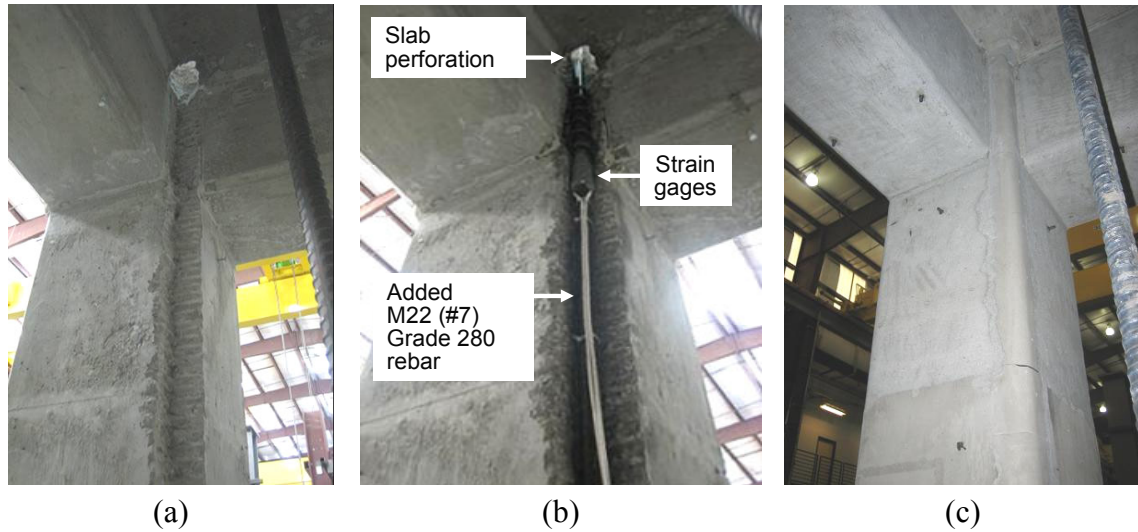 Slab
perforation
Strain
gages
Added
M22 (#7)
Grade 280
rebar
(a)
(b)
(c)